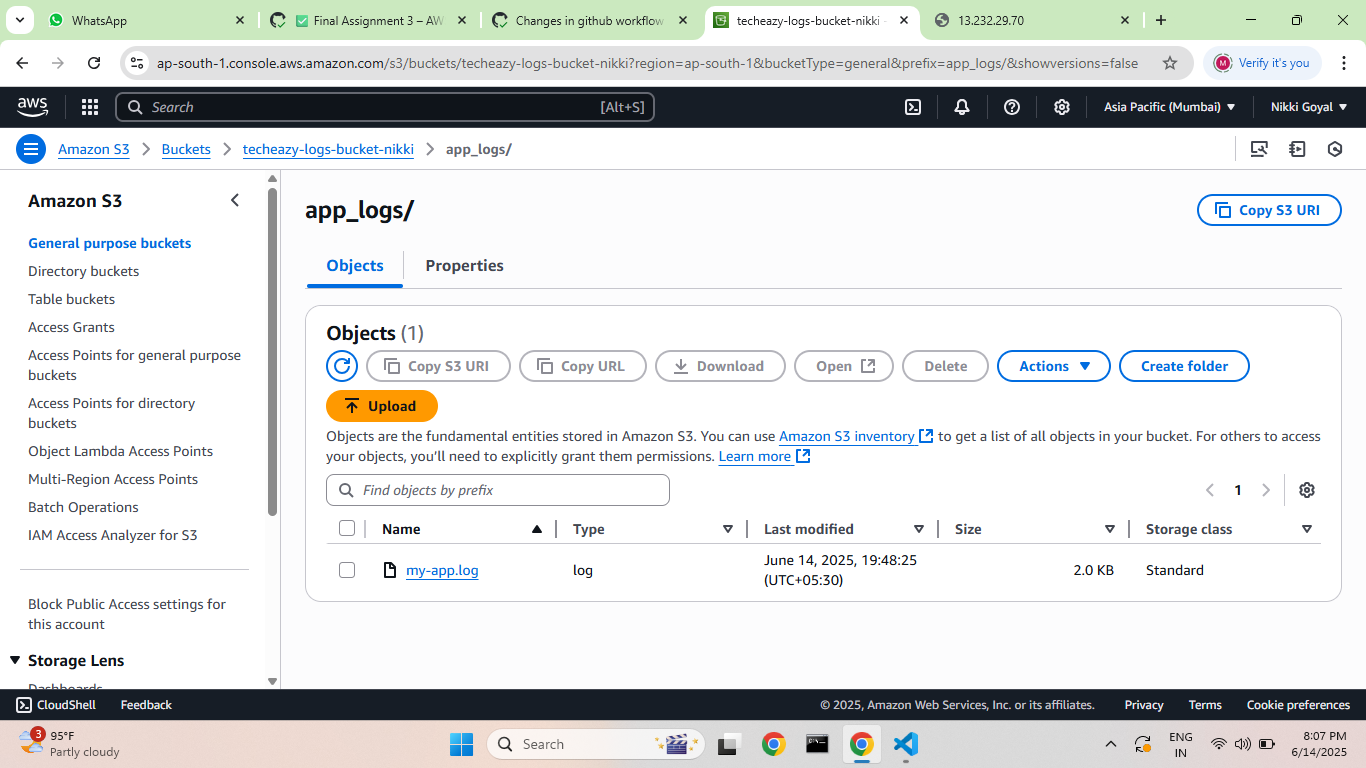 WhatsApp
✅ Final Assignment 3 – AW
Changes in github workflow
techeazy-logs-bucket-nikki -
13.232.29.70
ap-south-1.console.aws.amazon.com/s3/buckets/techeazy-logs-bucket-nikki?region=ap-south-1&bucketType=general&prefix=app_logs/&showversions=false
M
Verify it's you
aws
Search
[Alt+S]
Asia Pacific (Mumbai)
Nikki Goyal
Amazon S3
Buckets
techeazy-logs-bucket-nikki
app_logs/
Amazon S3
General purpose buckets
Directory buckets
Table buckets
Access Grants
Access Points for general purpose
buckets
Access Points for directory
buckets
Object Lambda Access Points
Multi-Region Access Points
Batch Operations
IAM Access Analyzer for S3
Block Public Access settings for
this account
Storage Lens
Dashboards
app_logs/
Copy S3 URI
Objects
Properties
Objects (1)
Copy S3 URI
Copy URL
Download
Open
Delete
Actions
Create folder
Upload
Objects are the fundamental entities stored in Amazon S3. You can use Amazon S3 inventory to get a list of all objects in your bucket. For others to access
your objects, you'll need to explicitly grant them permissions. Learn more
Find objects by prefix
1
Name
Type
Last modified
Size
Storage class
my-app.log
log
June 14, 2025, 19:48:25
(UTC+05:30)
2.0 KB
Standard
CloudShell
Feedback
© 2025, Amazon Web Services, Inc. or its affiliates.
Privacy
Terms
Cookie preferences
3
95°F
Partly cloudy
Search
ENG
IN
8:07 PM
6/14/2025